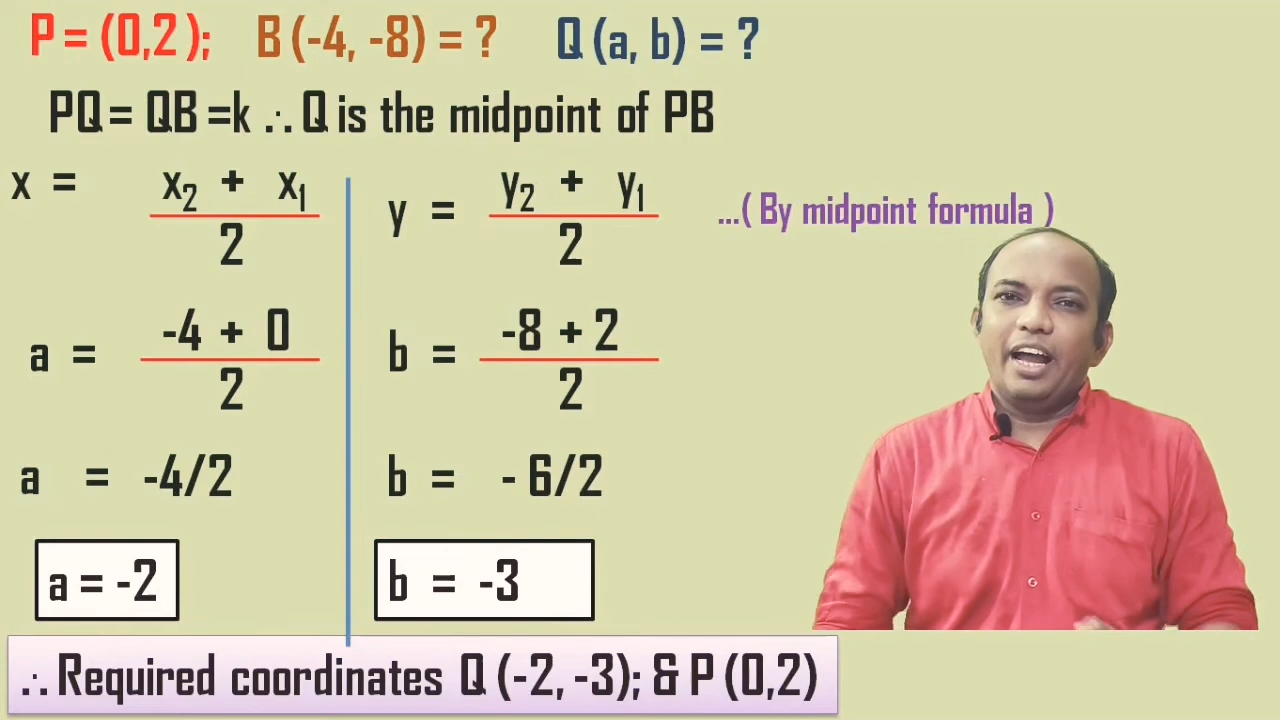 P = (0,2 ); B (-4, -8) = ? Q (a, b) = ?
PQ = QB =k ∴ Q is the midpoint of PB
x = x₂ + x₁ / 2 y = y₂ + y₁ / 2 ...( By midpoint formula )
a = -4 + 0 / 2 b = -8 + 2 / 2
a = -4/2 b = - 6/2
a = -2 b = -3
∴ Required coordinates Q (-2, -3); & P (0,2)